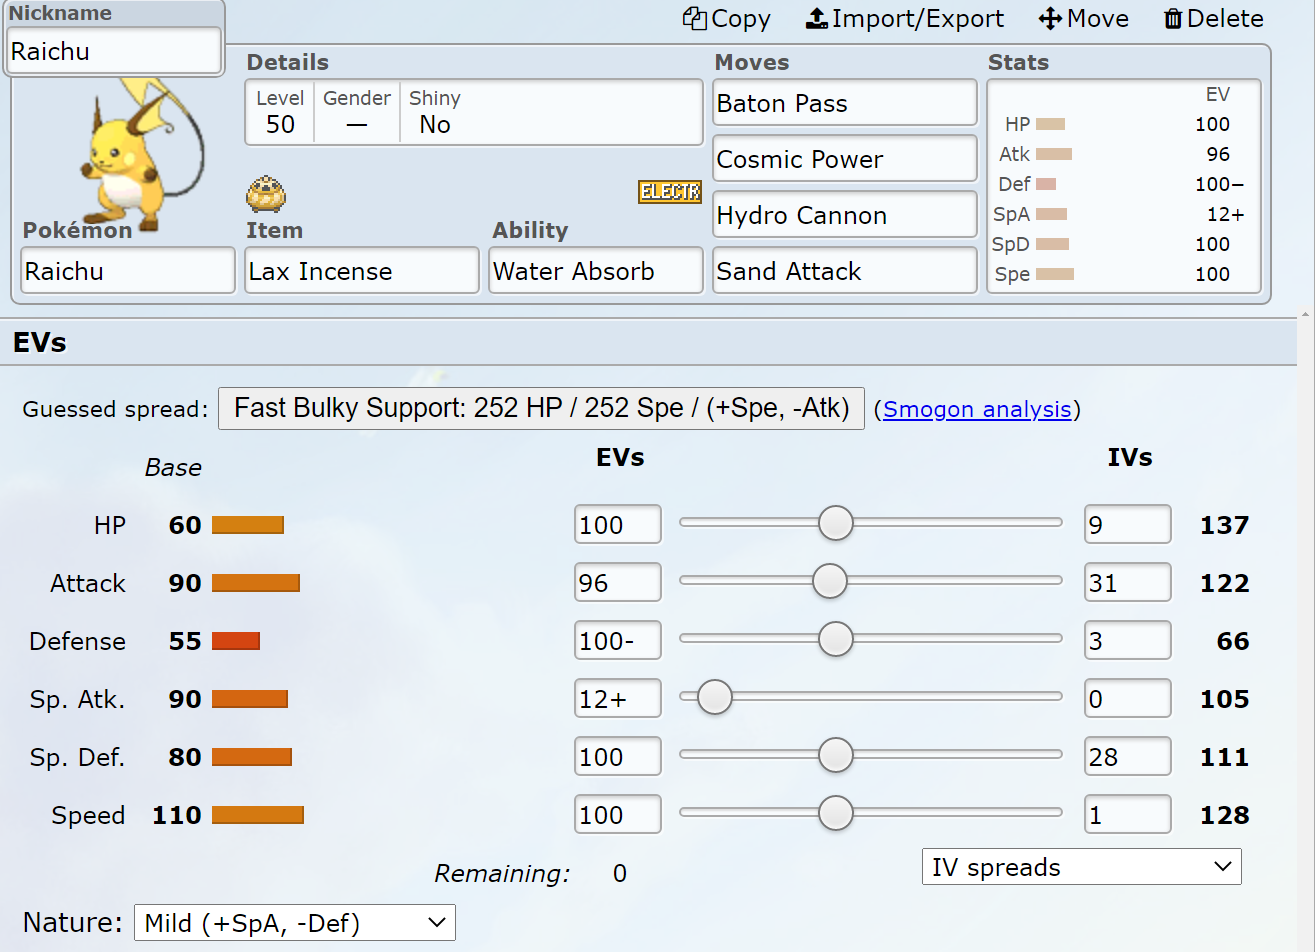 Nickname
Raichu
Copy Import/Export Move Delete
Details
Level Gender Shiny
50 — No
Moves
Baton Pass
Cosmic Power
Hydro Cannon
Sand Attack
Stats
EV
HP 100
Atk 96
Def 100−
SpA 12+
SpD 100
Spe 100
ELECTR
Pokémon Item Ability
Raichu Lax Incense Water Absorb
EVs
Guessed spread: Fast Bulky Support: 252 HP / 252 Spe / (+Spe, -Atk) (Smogon analysis)
Base EVs IVs
HP 60 100 9 137
Attack 90 96 31 122
Defense 55 100- 3 66
Sp. Atk. 90 12+ 0 105
Sp. Def. 80 100 28 111
Speed 110 100 1 128
Remaining: 0 IV spreads
Nature: Mild (+SpA, -Def)